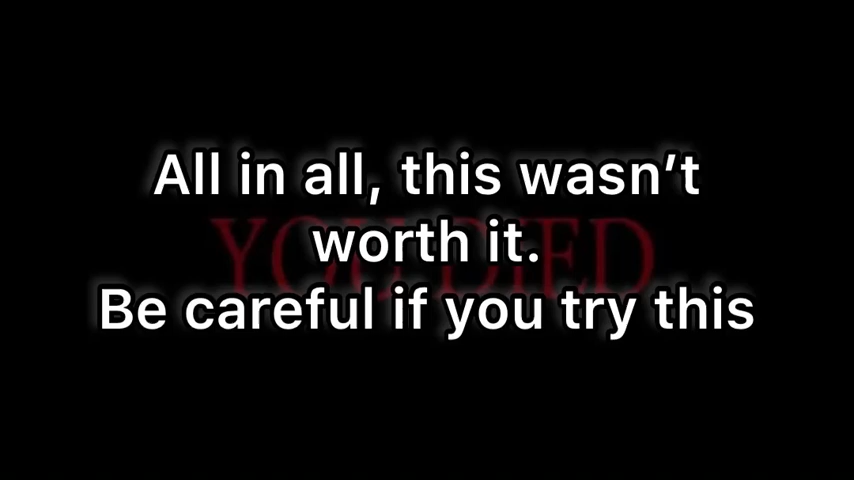 All in all, this wasn’t
worth it.
YOU DIED
Be careful if you try this